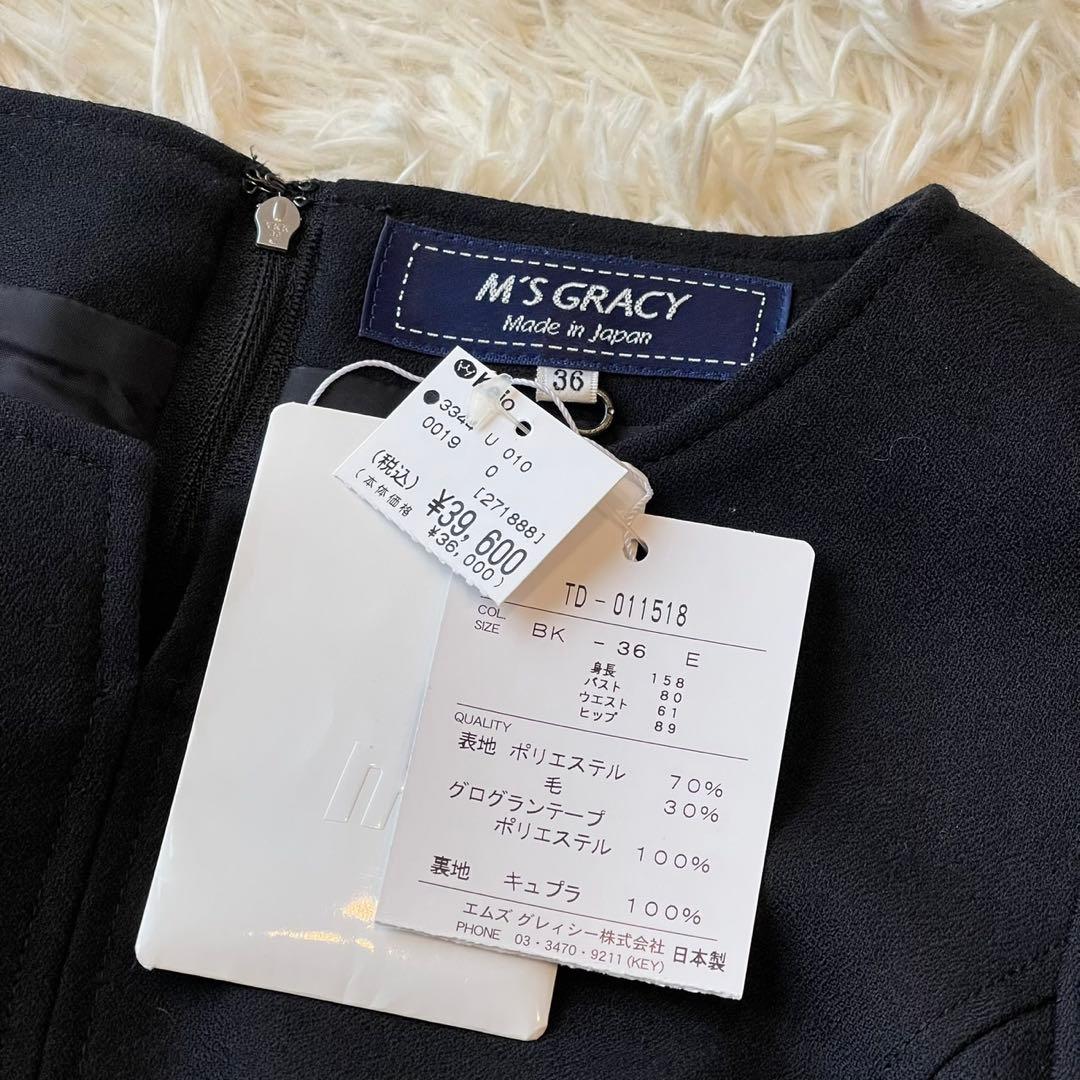 YKK
M'S GRACY
Made in Japan
36
U 010
0019 0
[271888]
(税込) ¥39,600
(本体価格 ¥36,000)
TD-011518
COL.
SIZE BK - 36 E
身長 158
バスト 80
ウエスト 61
ヒップ 89
QUALITY
表地 ポリエステル 70%
毛 30%
グログランテープ
ポリエステル 100%
裏地 キュプラ 100%
エムズ グレィシー株式会社 日本製
PHONE 03・3470・9211(KEY)